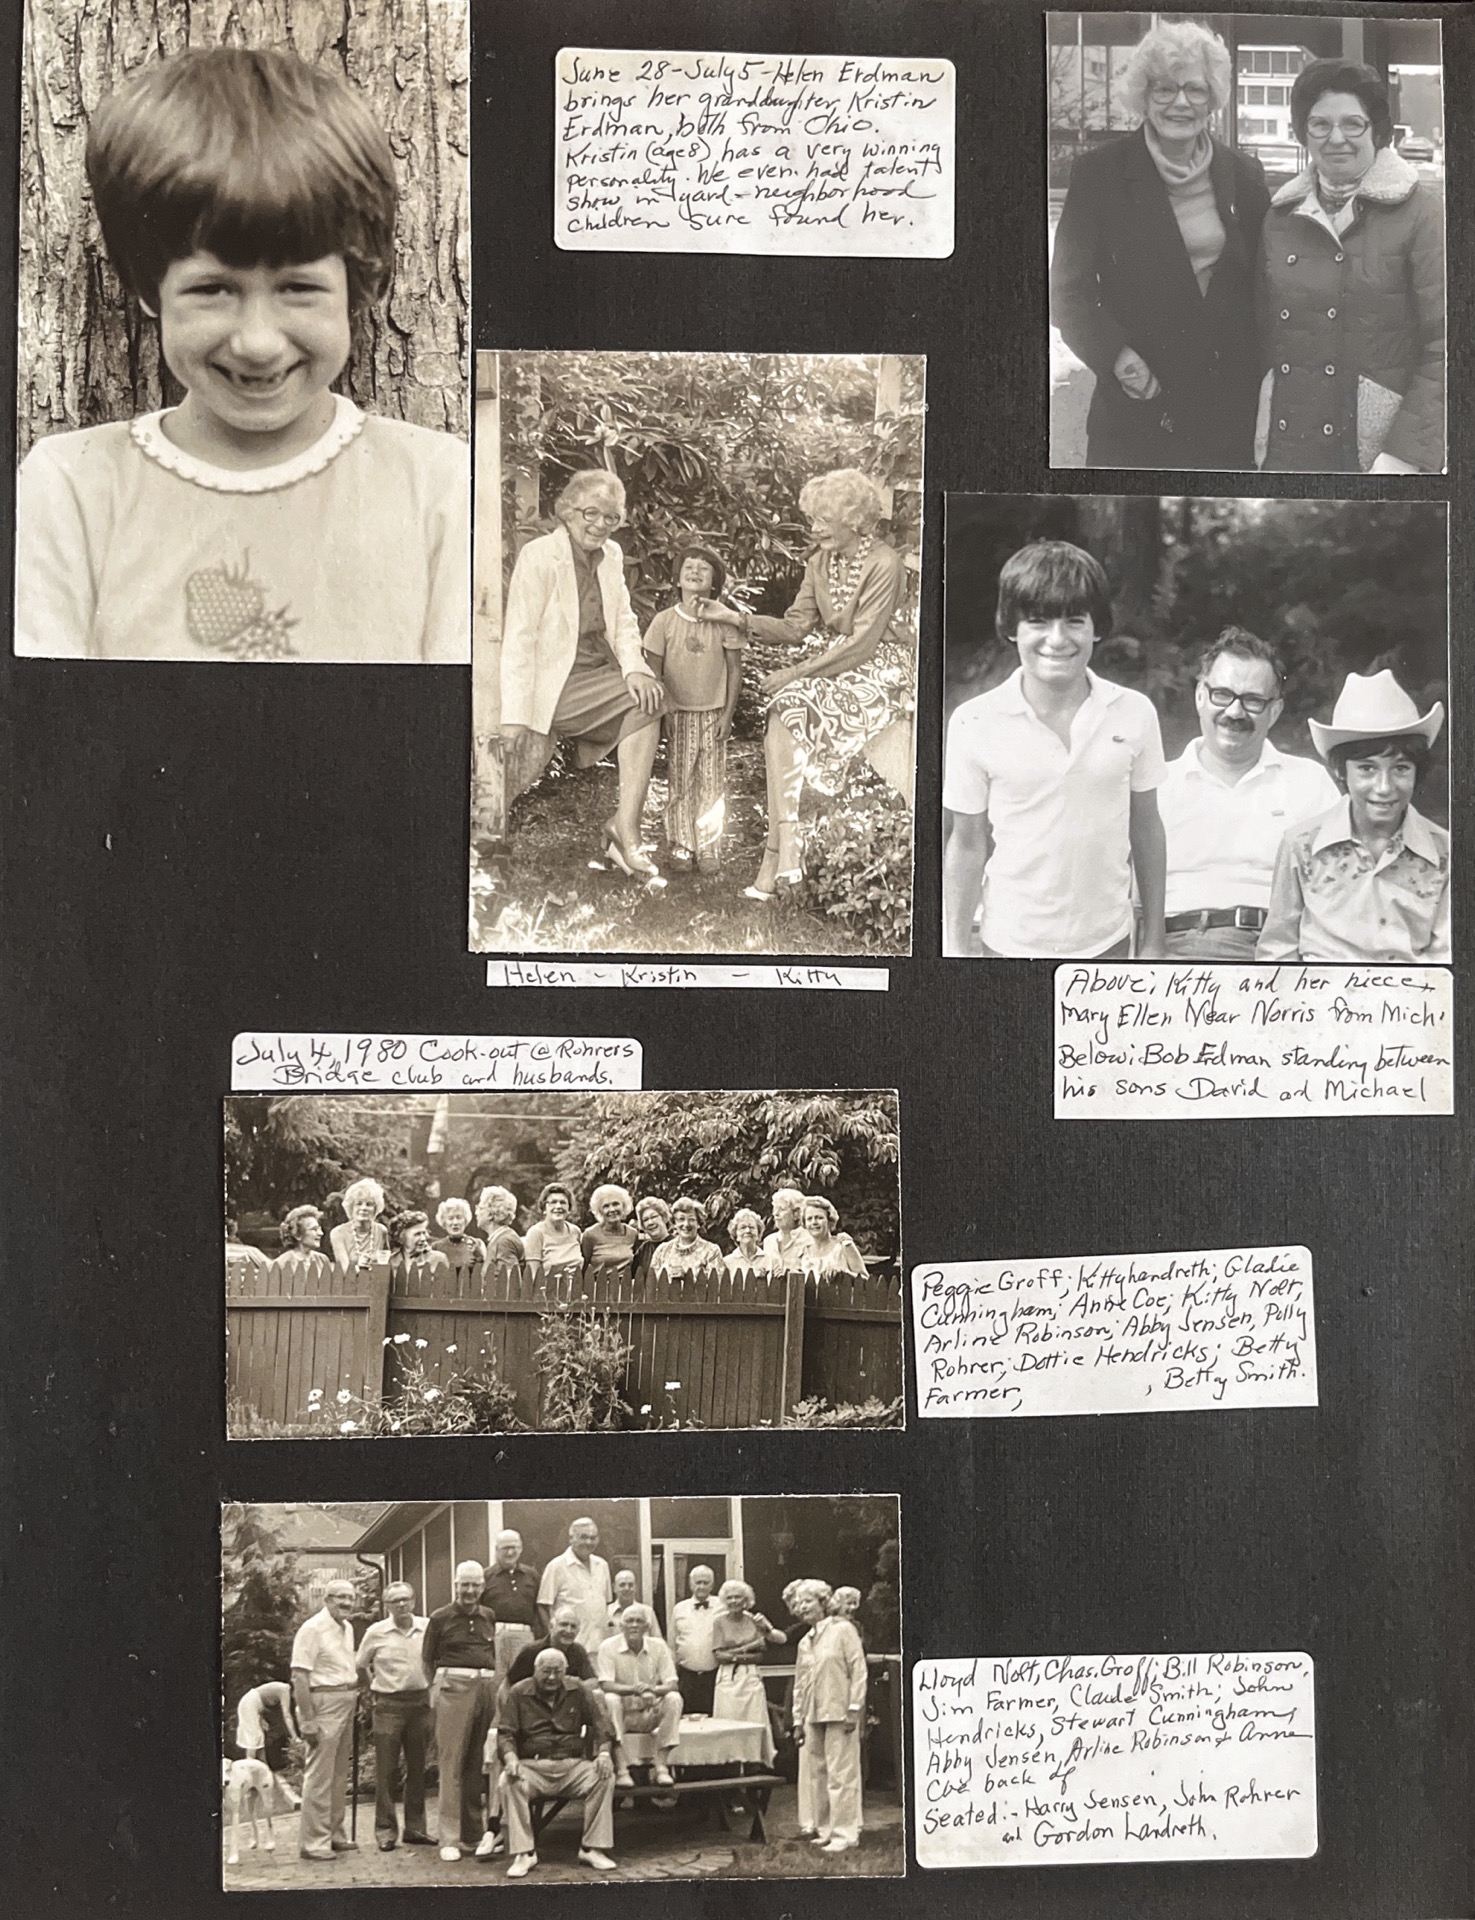 June 28-July 5-Helen Erdman
brings her granddaughter, Kristin
Erdman, both from Ohio.
Kristin (age 8), has a very winning
personality. We even had talent
show in yard - neighborhood
children sure found her.
Helen - Kristin - Kitty
Above: Kitty and her niece,
Mary Ellen Near Norris from Mich.
Below: Bob Erdman standing between
his sons David and Michael
July 4, 1980 Cook-out @ Rohrers
Bridge club and husbands.
Peggie Groff; Kitty Landreth; Gladie
Cunningham; Anne Coe; Kitty Nolt,
Arline Robinson; Abby Jensen, Polly
Rohrer; Dottie Hendricks; Betty
Farmer, , Betty Smith.
Lloyd Nolt, Chas. Groff; Bill Robinson,
Jim Farmer, Claude Smith; John
Hendricks, Stewart Cunningham,
Abby Jensen, Arline Robinson & Anne
Coe back of
Seated:- Harry Jensen, John Rohrer
and Gordon Landreth.